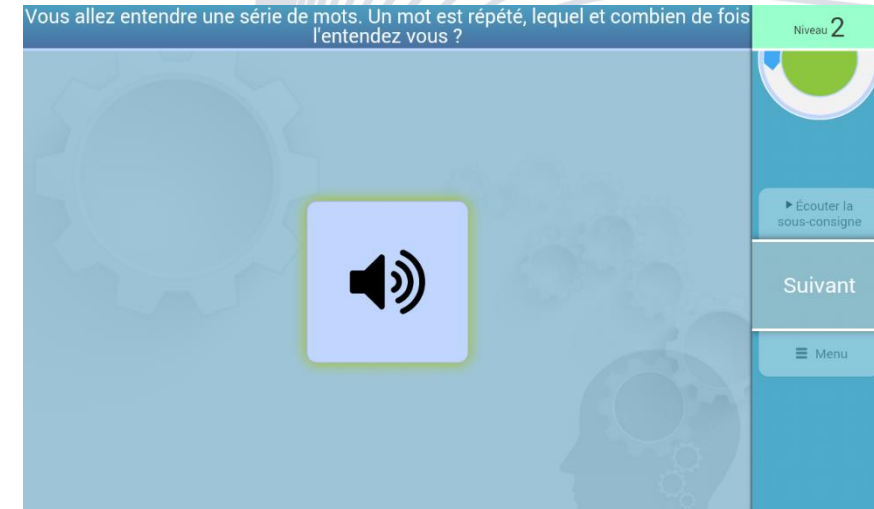 Vous allez entendre une série de mots. Un mot est répété, lequel et combien de fois
l'entendez vous ?
Niveau 2
Écouter la
sous-consigne
Suivant
Menu